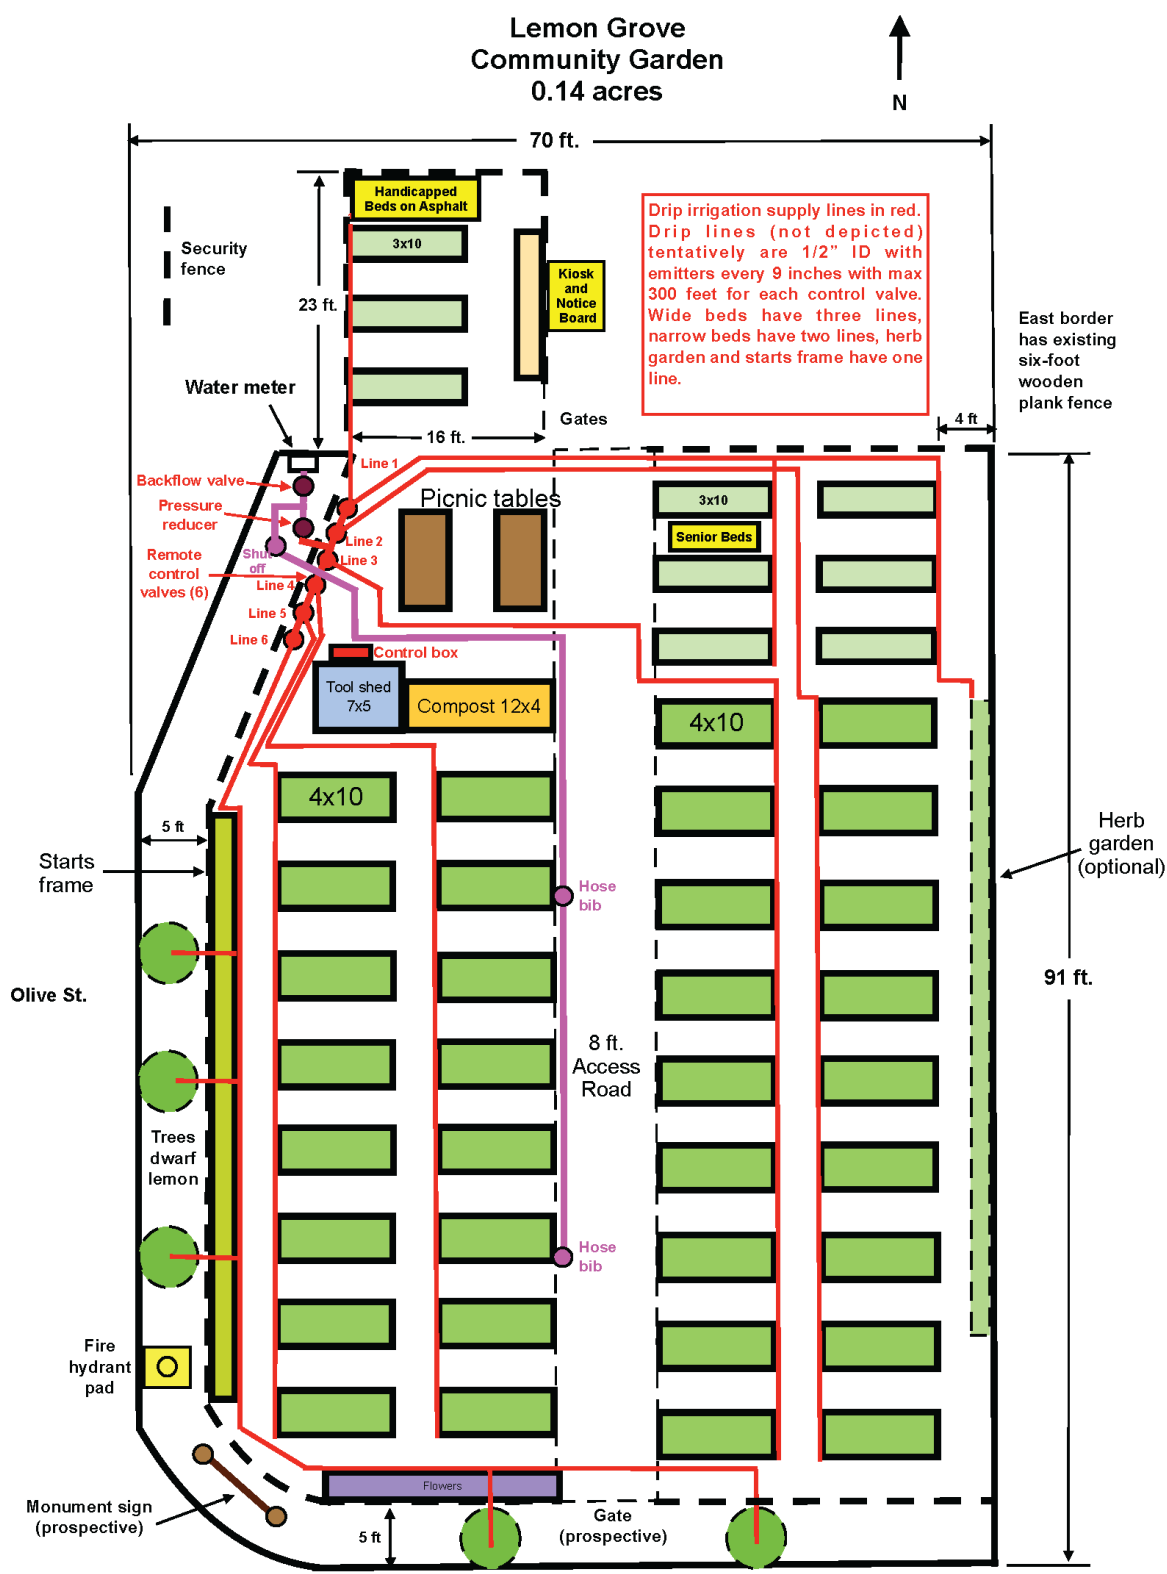 Lemon Grove
Community Garden
0.14 acres
N
70 ft.
Handicapped
Beds on Asphalt
3x10
Security
fence
23 ft.
Kiosk
and
Notice
Board
Drip irrigation supply lines in red.
Drip lines (not depicted)
tentatively are 1/2” ID with
emitters every 9 inches with max
300 feet for each control valve.
Wide beds have three lines,
narrow beds have two lines, herb
garden and starts frame have one
line.
East border
has existing
six-foot
wooden
plank fence
Water meter
16 ft.
Gates
4 ft
Line 1
Backflow valve
Pressure
reducer
Picnic tables
3x10
Senior Beds
Line 2
Shut
off
Line 3
Remote
control
valves (6)
Line 4
Line 5
Line 6
Control box
Tool shed
7x5
Compost 12x4
4x10
4x10
5 ft
Starts
frame
Herb
garden
(optional)
Hose
bib
Olive St.
91 ft.
8 ft.
Access
Road
Trees
dwarf
lemon
Hose
bib
Fire
hydrant
pad
Flowers
Monument sign
(prospective)
5 ft
Gate
(prospective)